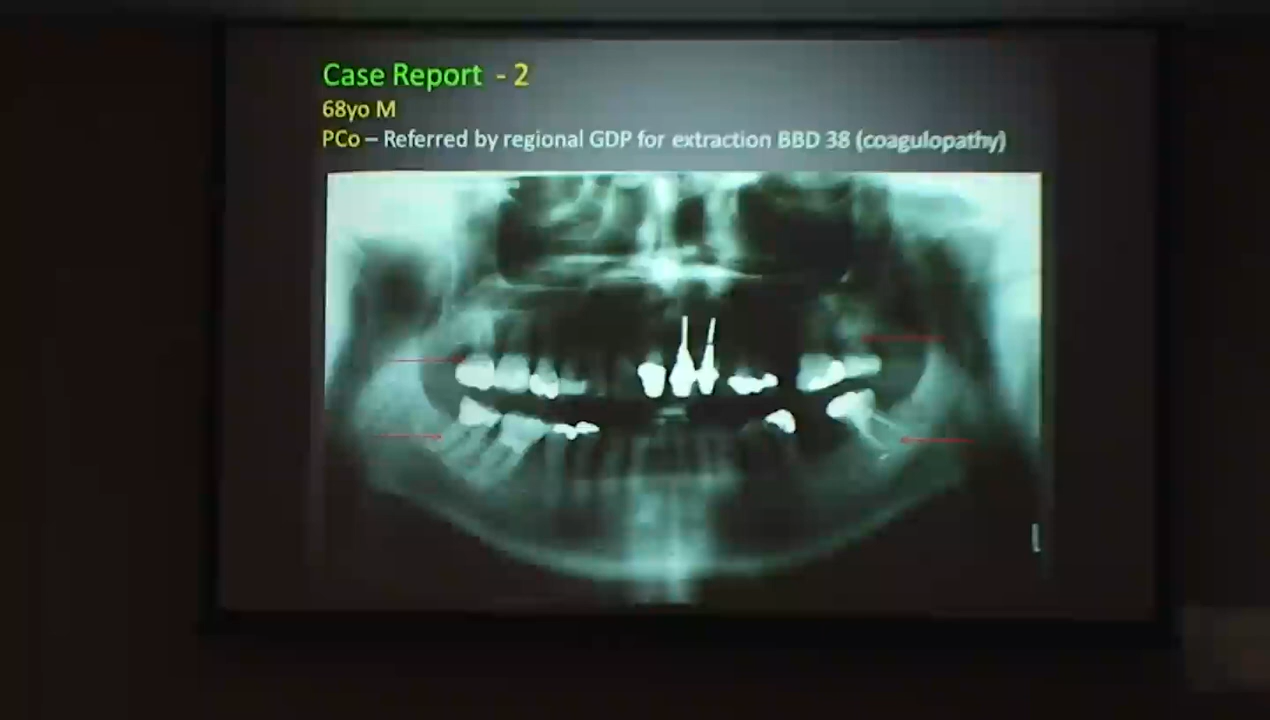 Case Report - 2
68yo M
PCo – Referred by regional GDP for extraction BBD 38 (coagulopathy)
L